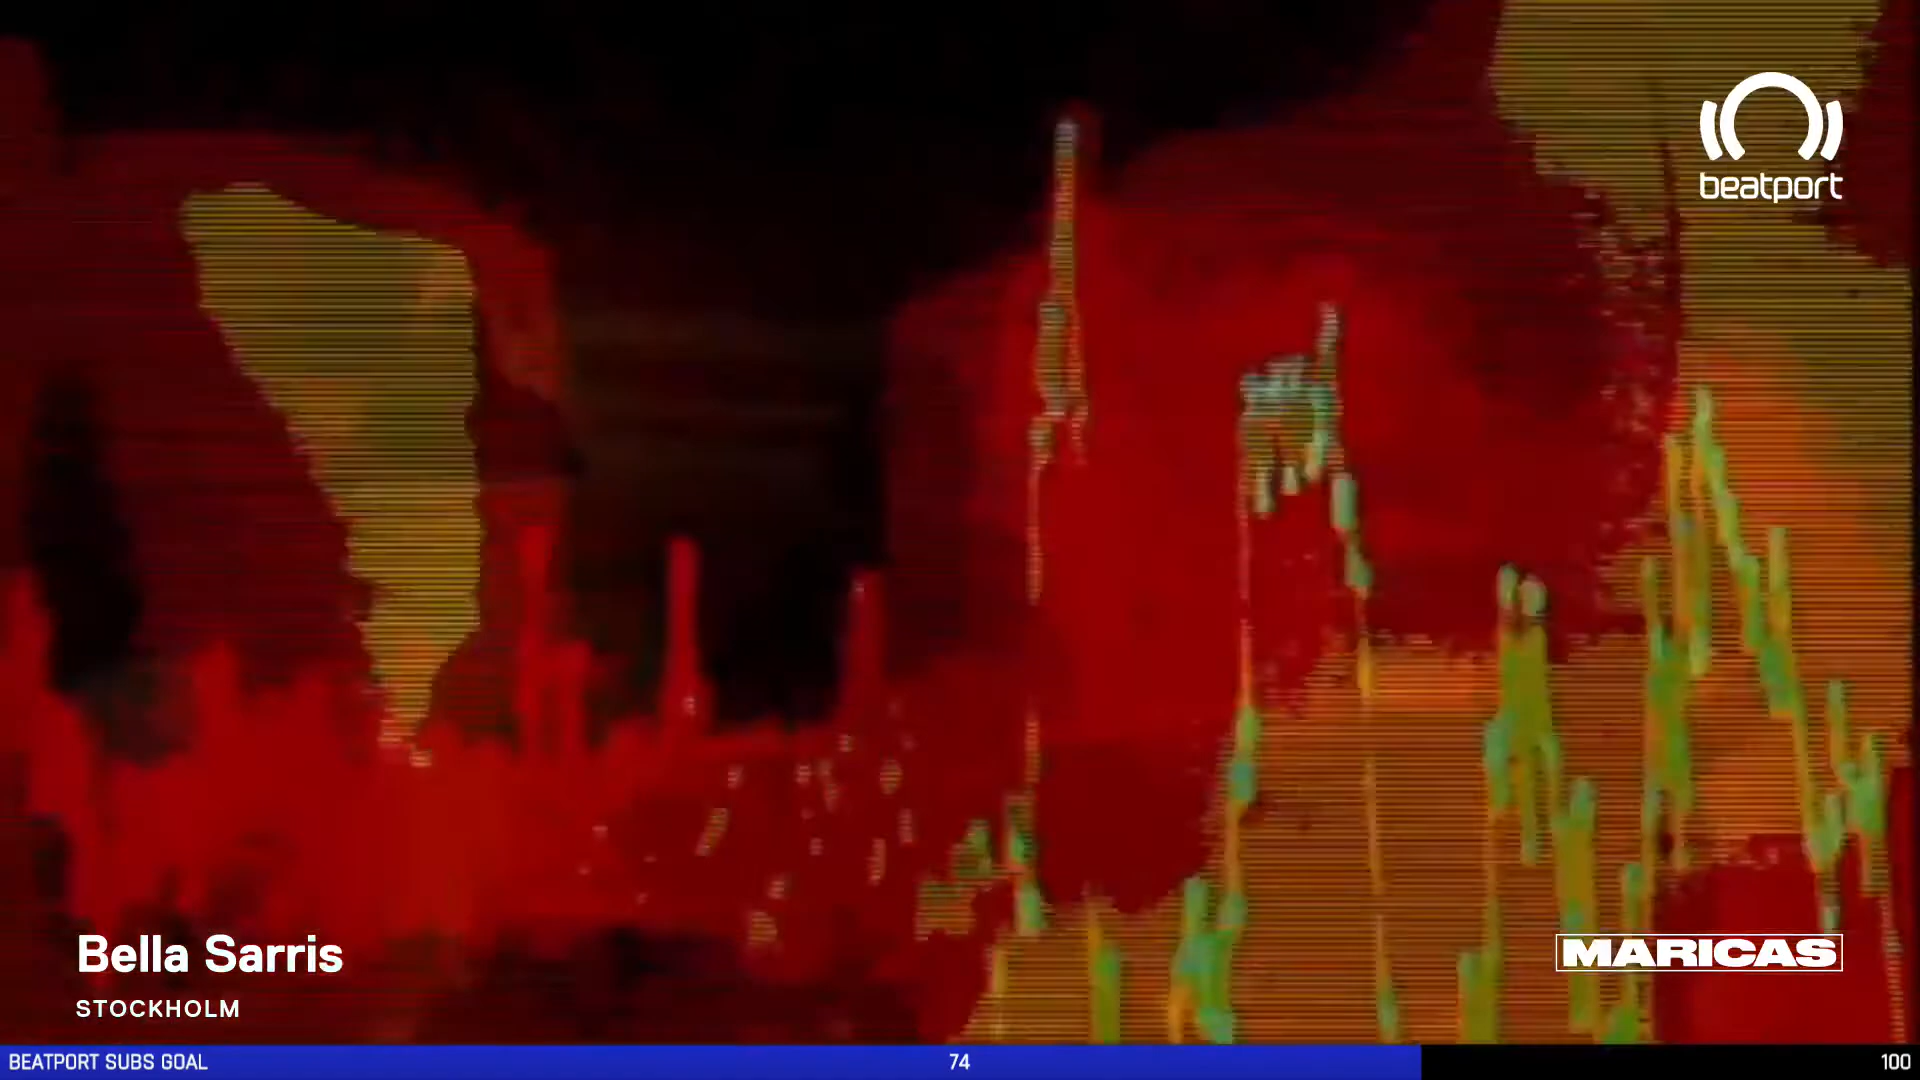 beatport
Bella Sarris
STOCKHOLM
MARICAS
BEATPORT SUBS GOAL 74 100